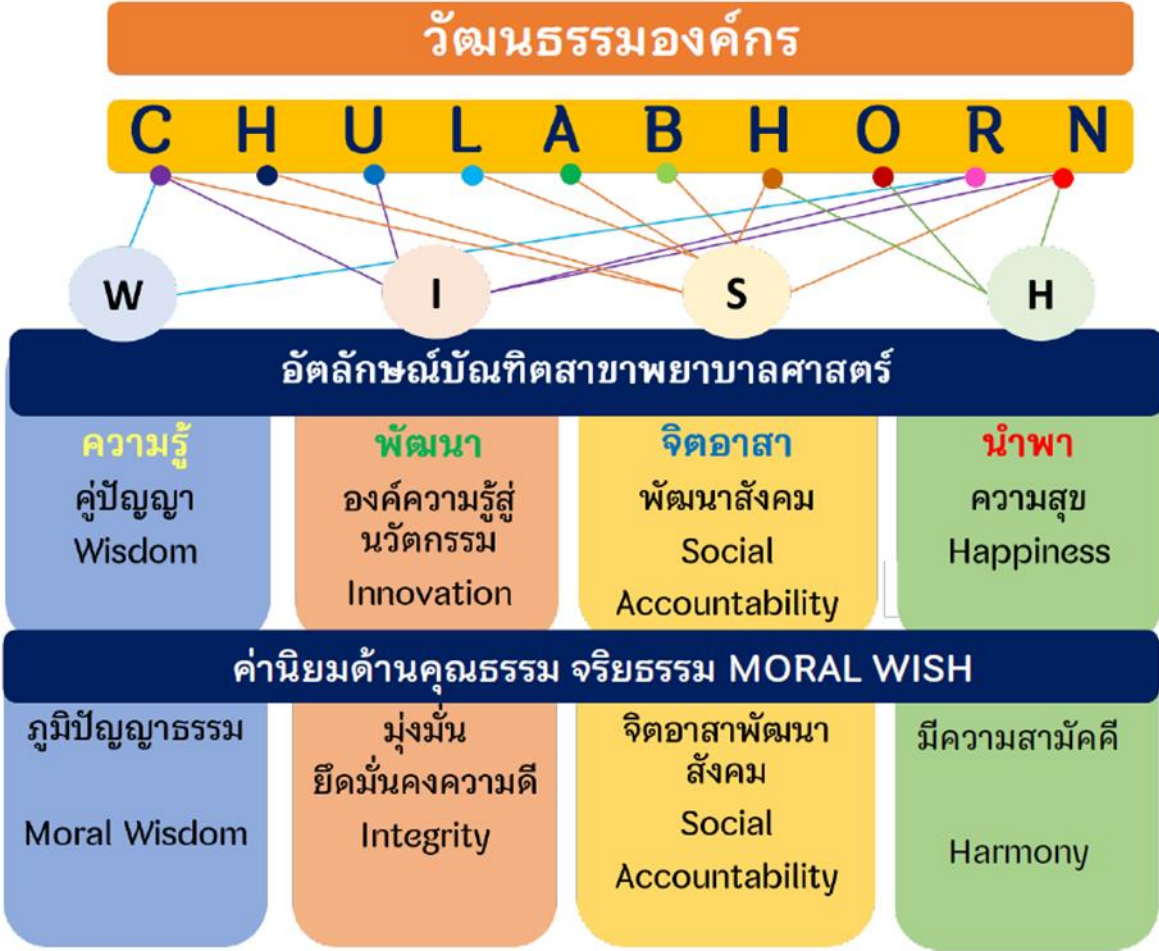 วัฒนธรรมองค์กร
C H U L A B H O R N
W I S H
อัตลักษณ์บัณฑิตสาขาพยาบาลศาสตร์
ความรู้
คู่ปัญญา
Wisdom
พัฒนา
องค์ความรู้สู่
นวัตกรรม
Innovation
จิตอาสา
พัฒนาสังคม
Social
Accountability
นำพา
ความสุข
Happiness
ค่านิยมด้านคุณธรรม จริยธรรม MORAL WISH
ภูมิปัญญาธรรม
Moral Wisdom
มุ่งมั่น
ยึดมั่นคงความดี
Integrity
จิตอาสาพัฒนา
สังคม
Social
Accountability
มีความสามัคคี
Harmony